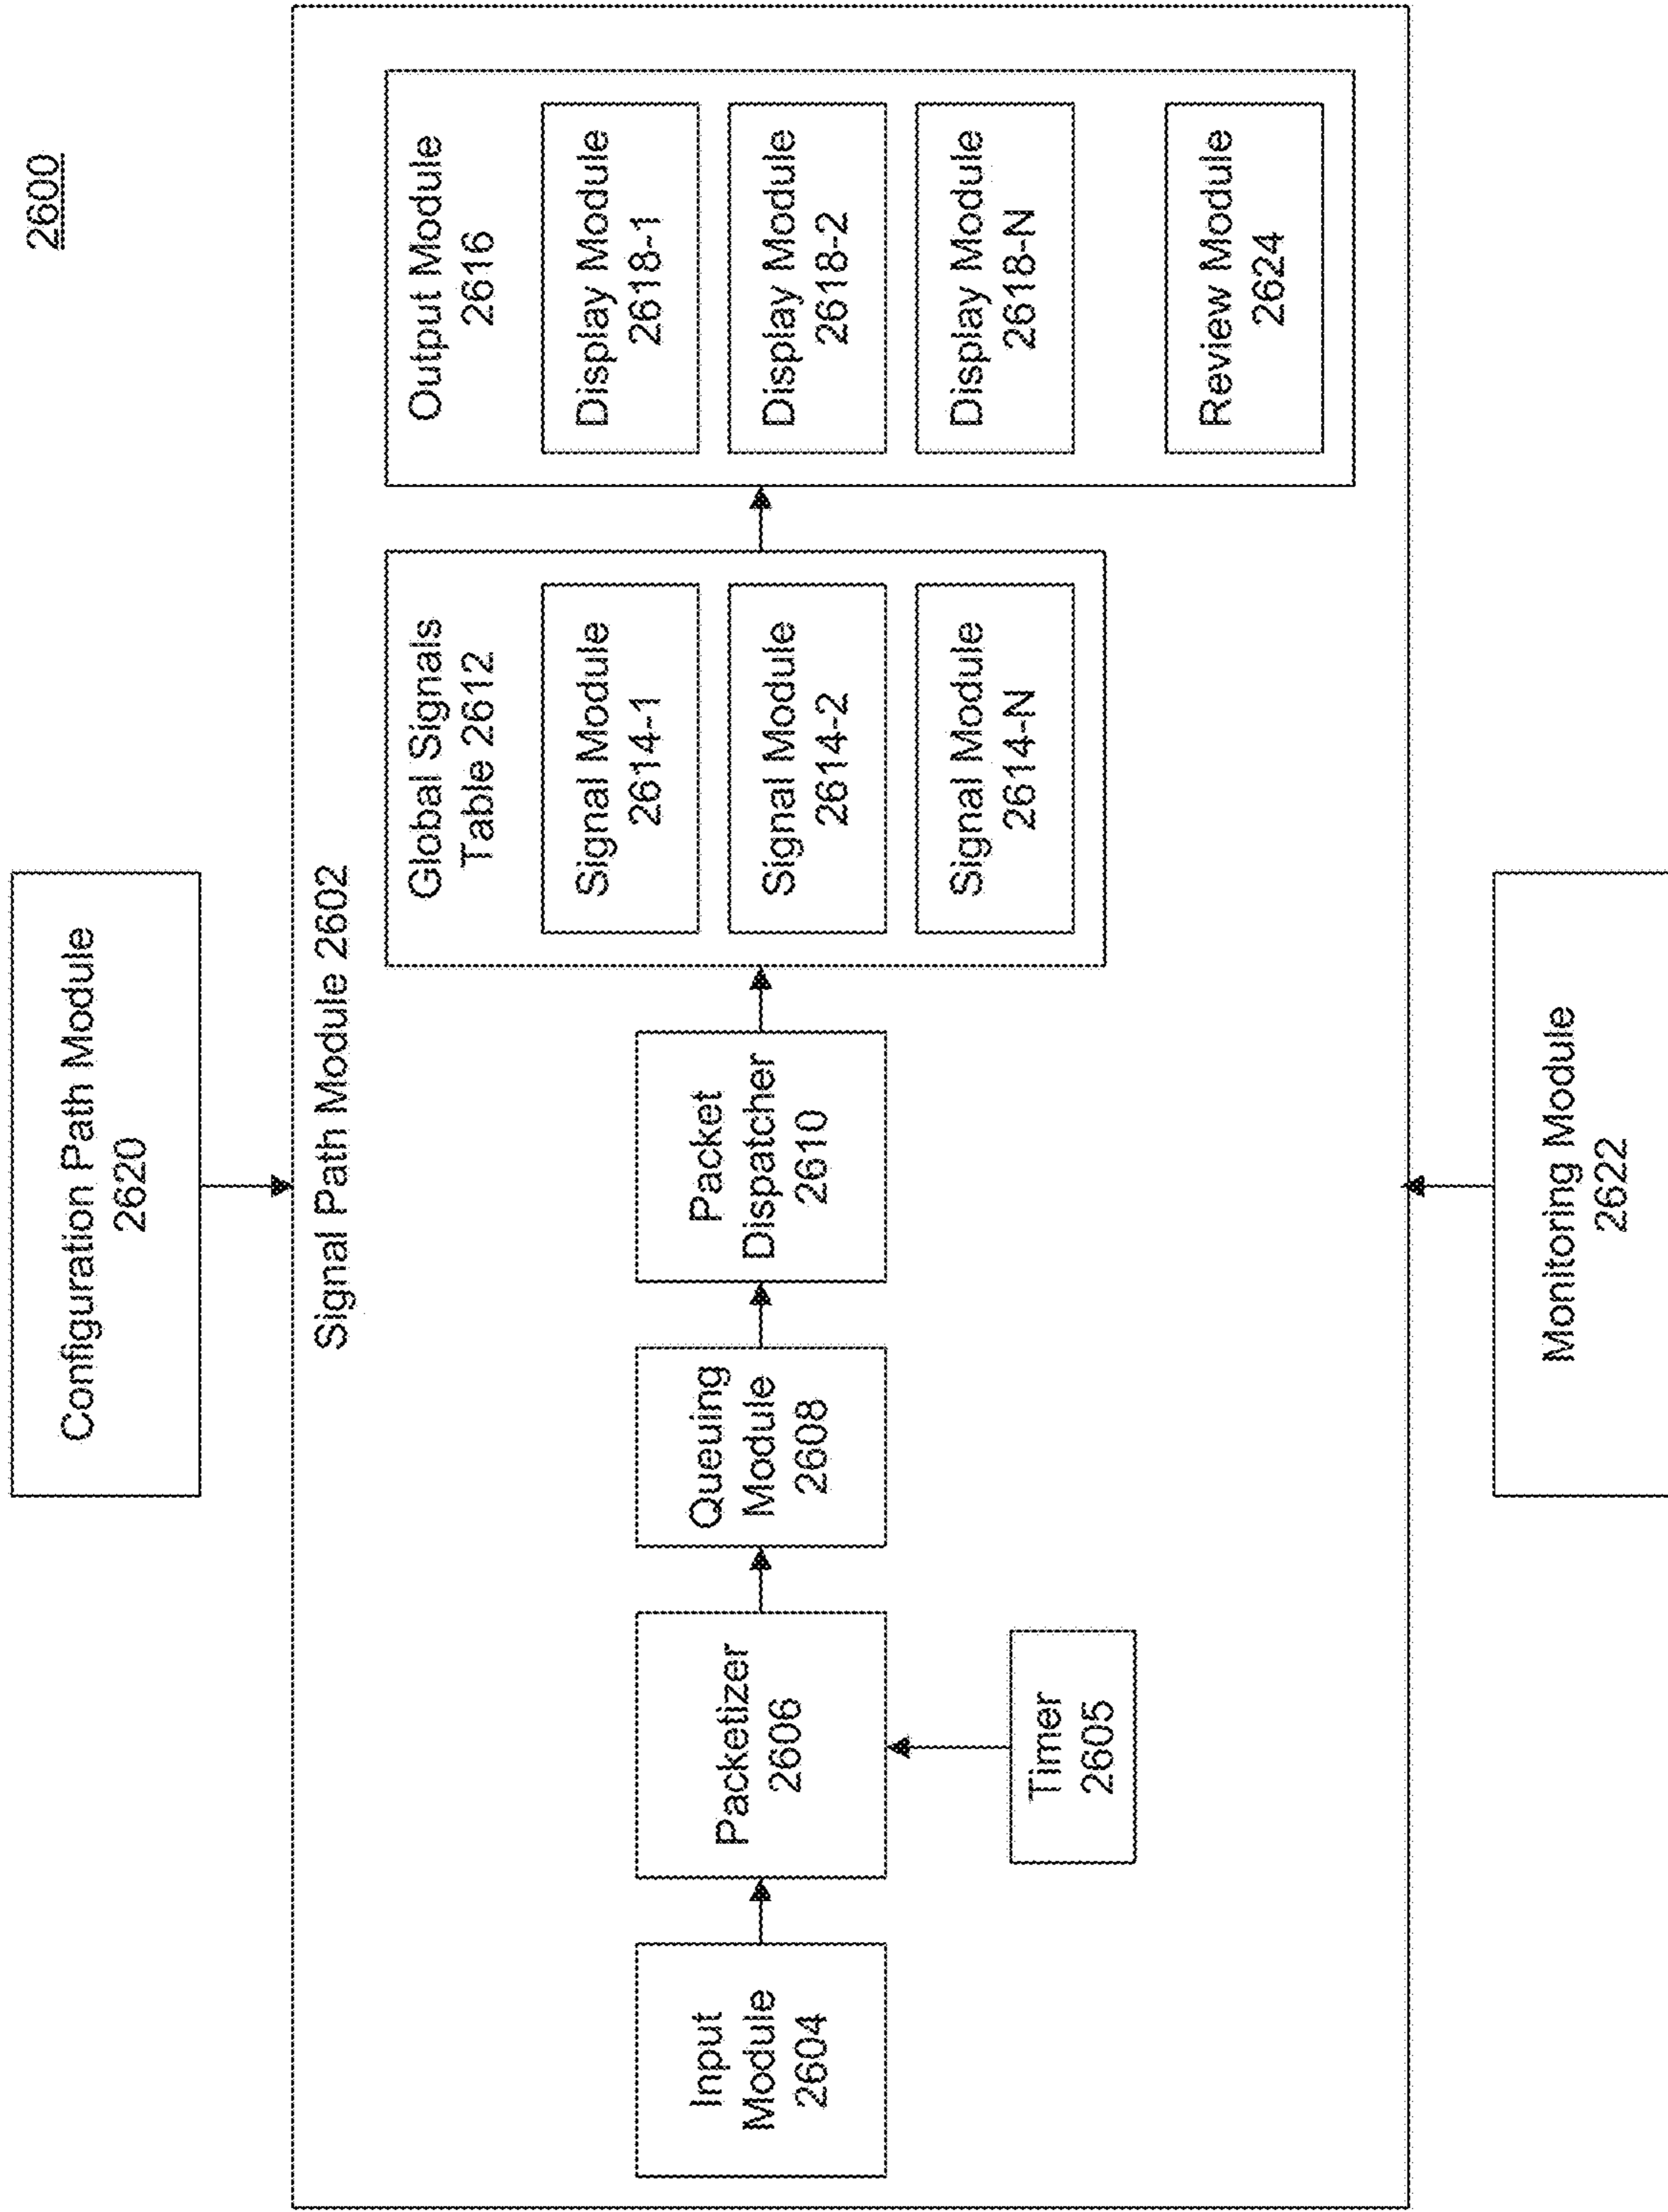 2600
Configuration Path Module
2620
Signal Path Module 2602
Input
Module
2604
Packetizer
2606
Timer
2605
Queuing
Module
2608
Packet
Dispatcher
2610
Global Signals
Table 2612
Signal Module
2614-1
Signal Module
2614-2
Signal Module
2614-N
Output Module
2616
Display Module
2618-1
Display Module
2618-2
Display Module
2618-N
Review Module
2624
Monitoring Module
2622